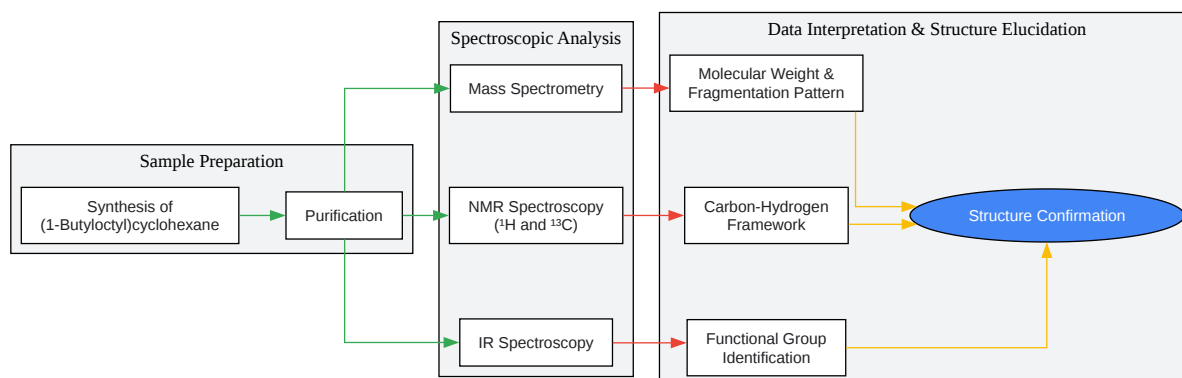 Sample Preparation
Synthesis of
(1-Butyloctyl)cyclohexane
Purification
Spectroscopic Analysis
Mass Spectrometry
NMR Spectroscopy
(¹H and ¹³C)
IR Spectroscopy
Data Interpretation & Structure Elucidation
Molecular Weight &
Fragmentation Pattern
Carbon-Hydrogen
Framework
Functional Group
Identification
Structure Confirmation